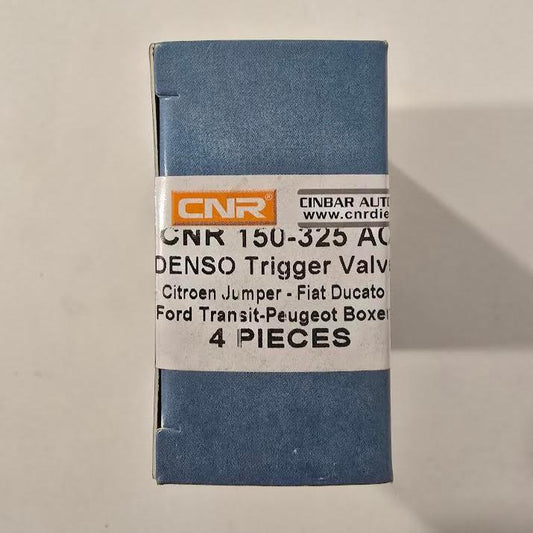 CNR®
CINBAR AUTO
www.cnrdie
CNR 150-325 AC
DENSO Trigger Valv
Citroen Jumper - Fiat Ducato
Ford Transit-Peugeot Boxer
4 PIECES